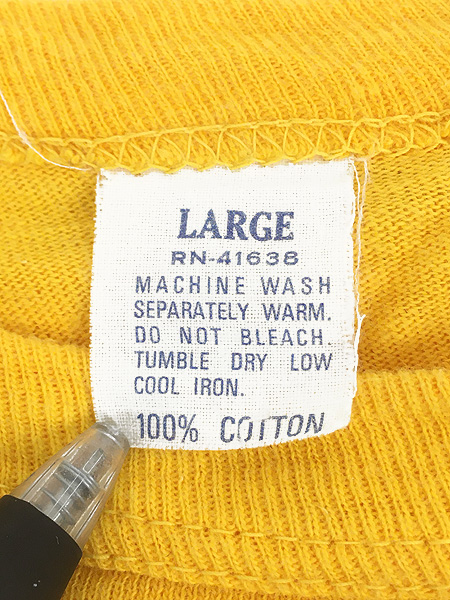 LARGE
RN-41638
MACHINE WASH
SEPARATELY WARM.
DO NOT BLEACH.
TUMBLE DRY LOW
COOL IRON.
100% COTTON